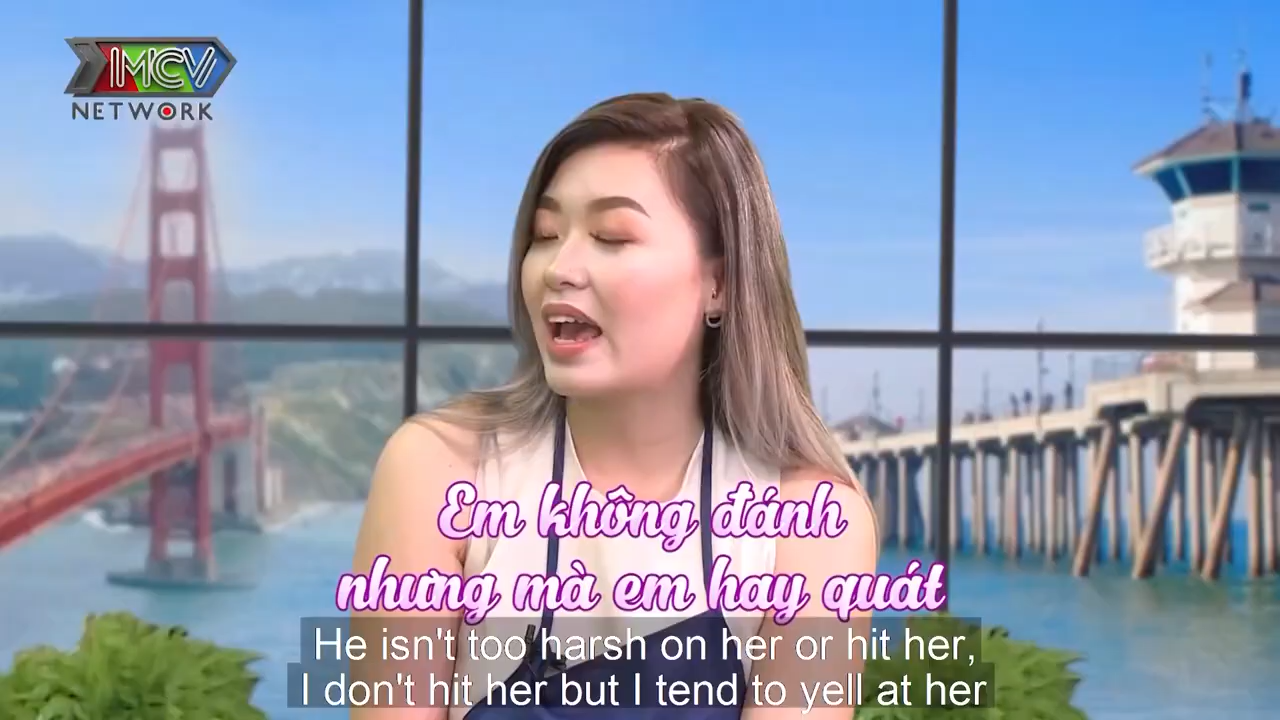 MCV
NETWORK
Em không đánh
nhưng mà em hay quát
He isn't too harsh on her or hit her,
I don't hit her but I tend to yell at her